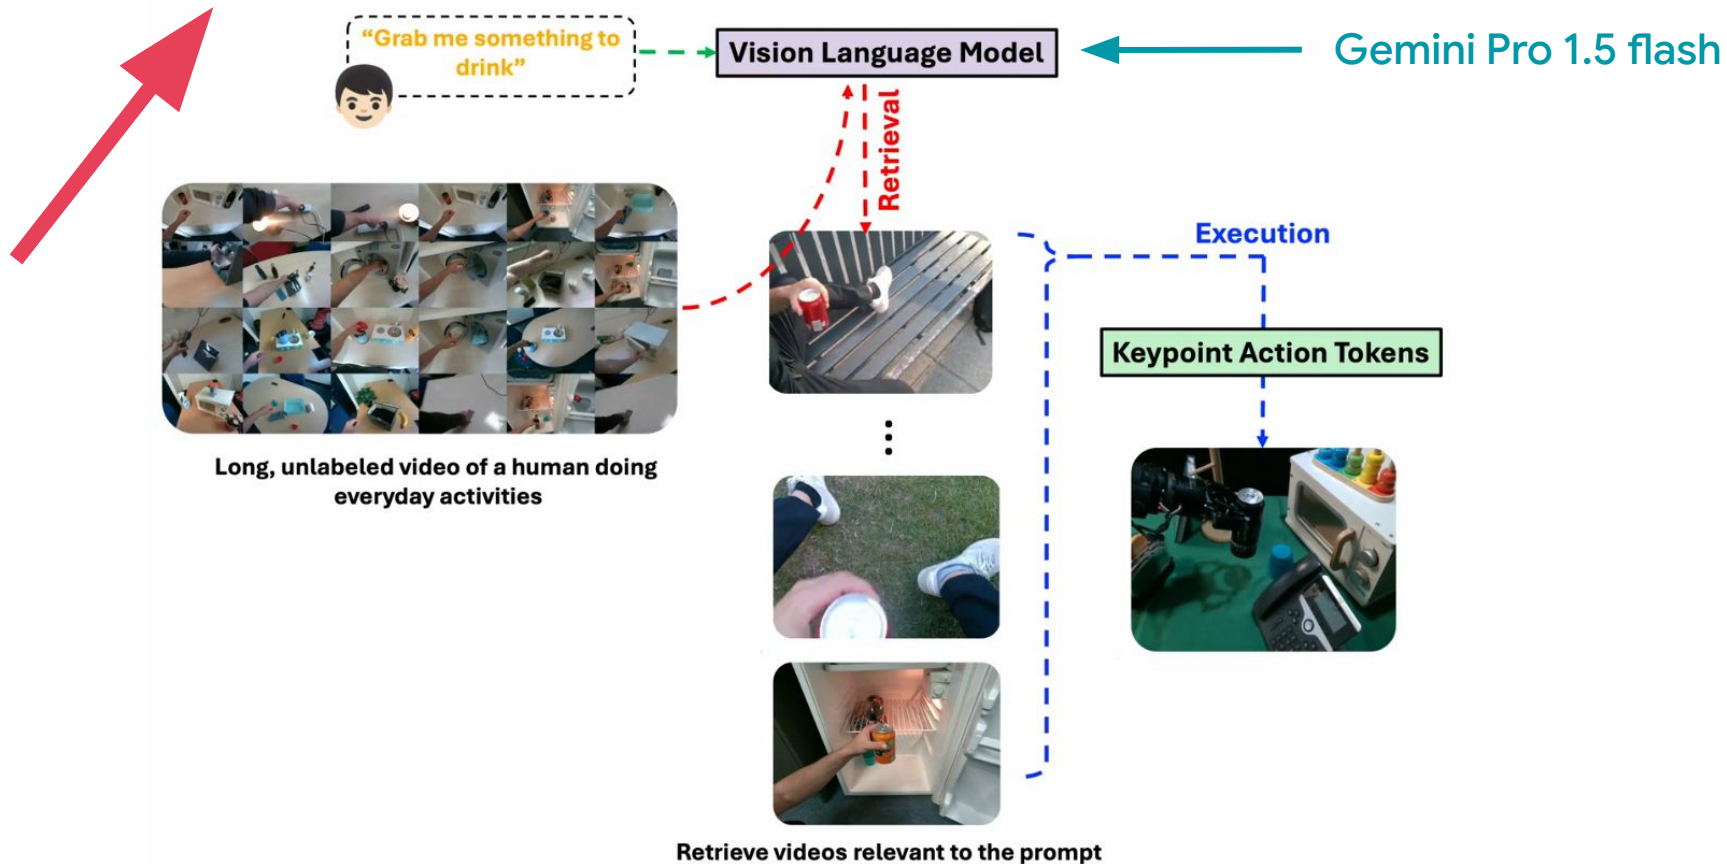 “Grab me something to
drink”
Vision Language Model
Gemini Pro 1.5 flash
Retrieval
Execution
Keypoint Action Tokens
Long, unlabeled video of a human doing
everyday activities
Retrieve videos relevant to the prompt